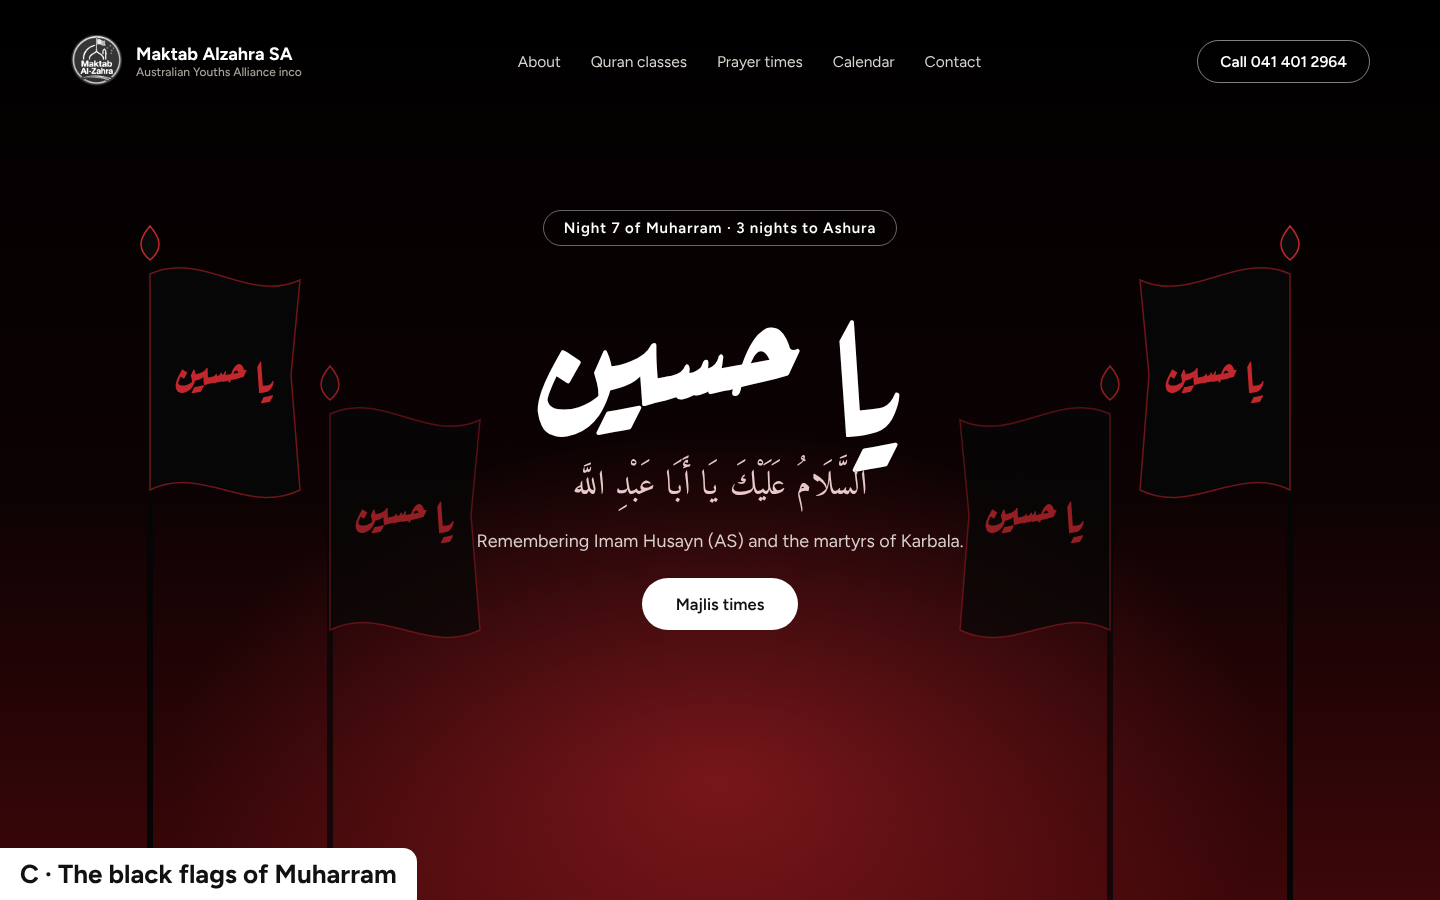 Maktab Al-Zahra
Maktab Alzahra SA
Australian Youths Alliance inco
About
Quran classes
Prayer times
Calendar
Contact
Call 041 401 2964
Night 7 of Muharram · 3 nights to Ashura
يا حسين
يا حسين
يا حسين
يا حسين
يا حسين
اَلسَّلَامُ عَلَيْكَ يَا أَبَا عَبْدِ اللَّه
Remembering Imam Husayn (AS) and the martyrs of Karbala.
Majlis times
C · The black flags of Muharram